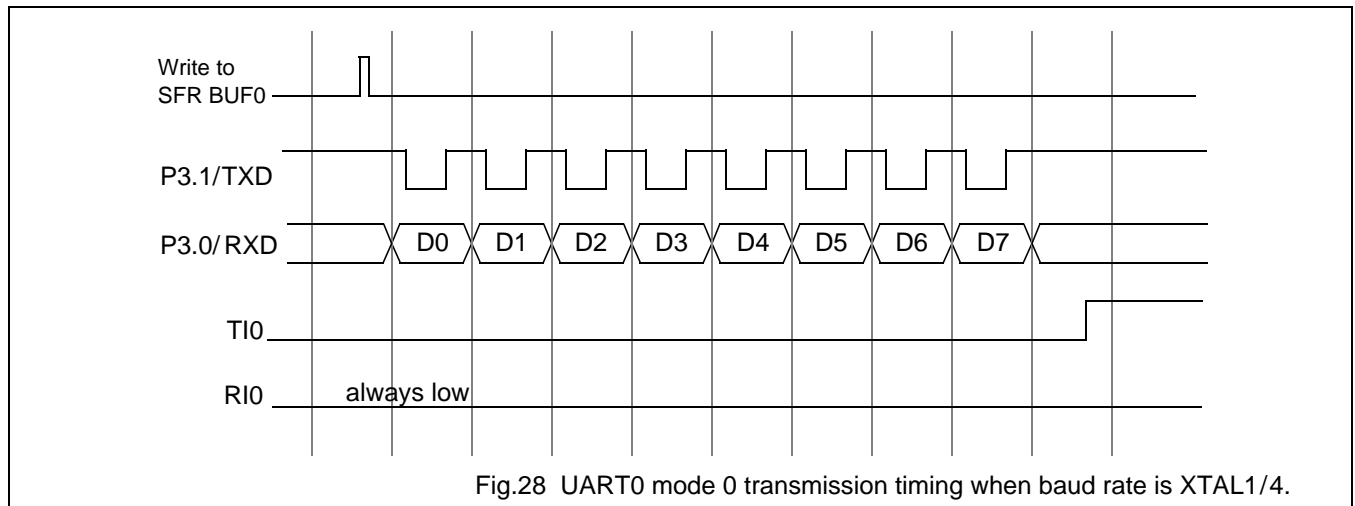 Write to
SFR BUF0
P3.1/TXD
P3.0/RXD
D0 D1 D2 D3 D4 D5 D6 D7
TI0
RI0
always low
Fig.28 UART0 mode 0 transmission timing when baud rate is XTAL1/4.